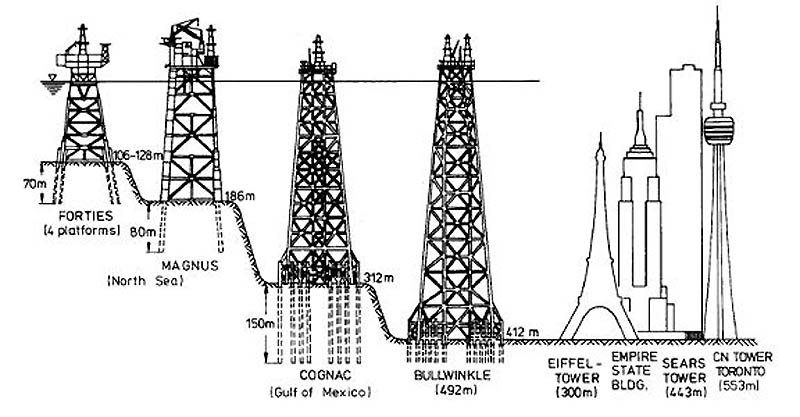 106-128m
70m
FORTIES
(4 platforms)
186m
80m
MAGNUS
(North Sea)
312m
150m
COGNAC
(Gulf of Mexico)
412 m
BULLWINKLE
(492m)
EIFFEL-
TOWER
(300m)
EMPIRE
STATE
BLDG.
SEARS
TOWER
(443m)
CN TOWER
TORONTO
(553m)